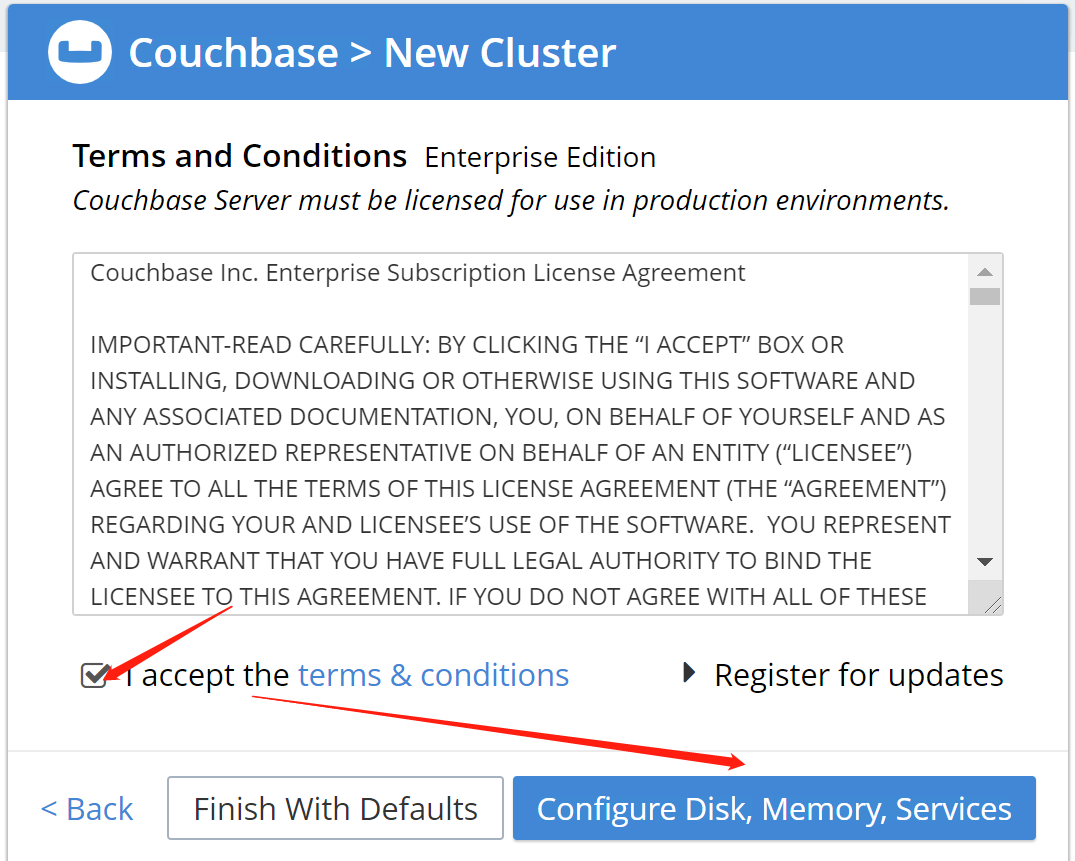 Couchbase > New Cluster
Terms and Conditions Enterprise Edition
Couchbase Server must be licensed for use in production environments.
Couchbase Inc. Enterprise Subscription License Agreement
IMPORTANT-READ CAREFULLY: BY CLICKING THE “I ACCEPT” BOX OR
INSTALLING, DOWNLOADING OR OTHERWISE USING THIS SOFTWARE AND
ANY ASSOCIATED DOCUMENTATION, YOU, ON BEHALF OF YOURSELF AND AS
AN AUTHORIZED REPRESENTATIVE ON BEHALF OF AN ENTITY (“LICENSEE”)
AGREE TO ALL THE TERMS OF THIS LICENSE AGREEMENT (THE “AGREEMENT”)
REGARDING YOUR AND LICENSEE’S USE OF THE SOFTWARE.  YOU REPRESENT
AND WARRANT THAT YOU HAVE FULL LEGAL AUTHORITY TO BIND THE
LICENSEE TO THIS AGREEMENT. IF YOU DO NOT AGREE WITH ALL OF THESE
I accept the terms & conditions
Register for updates
< Back
Finish With Defaults
Configure Disk, Memory, Services